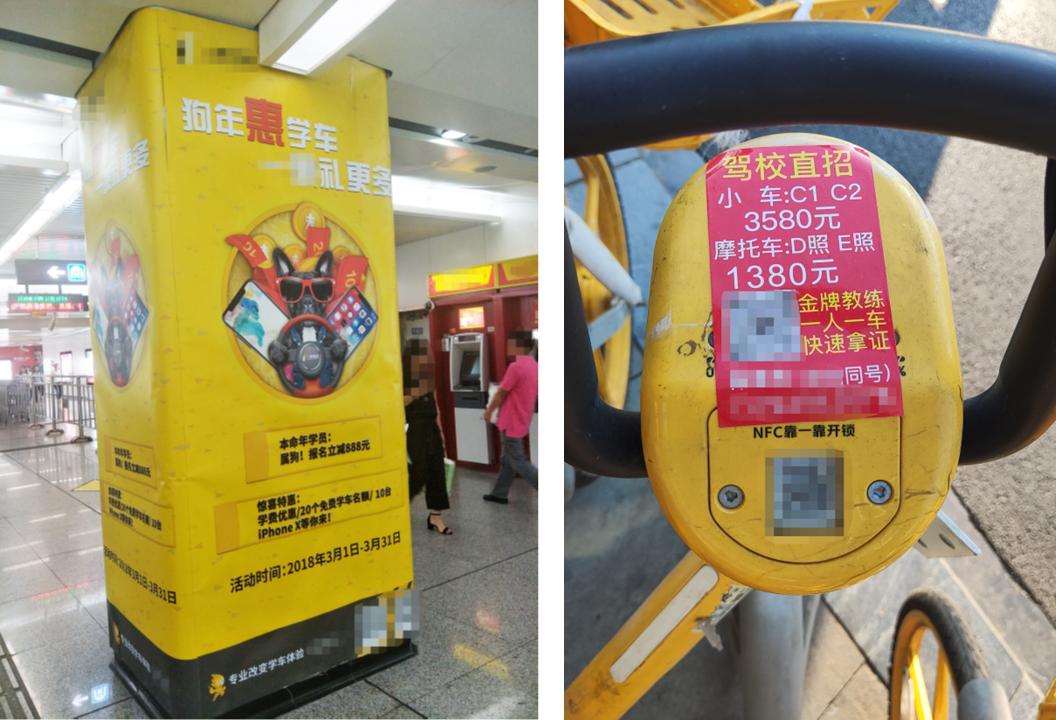 狗年惠学车
礼更多
更多
本命年学员：
属狗！报名立减888元
惊喜特惠：
学费优惠/20个免费学车名额/ 10台
iPhone X等你来！
活动时间：2018年3月1日-3月31日
专业改变学车体验
驾校直招
小 车:C1 C2
3580元
摩托车:D照 E照
1380元
金牌教练
一人一车
快速拿证
同号)
NFC靠一靠开锁